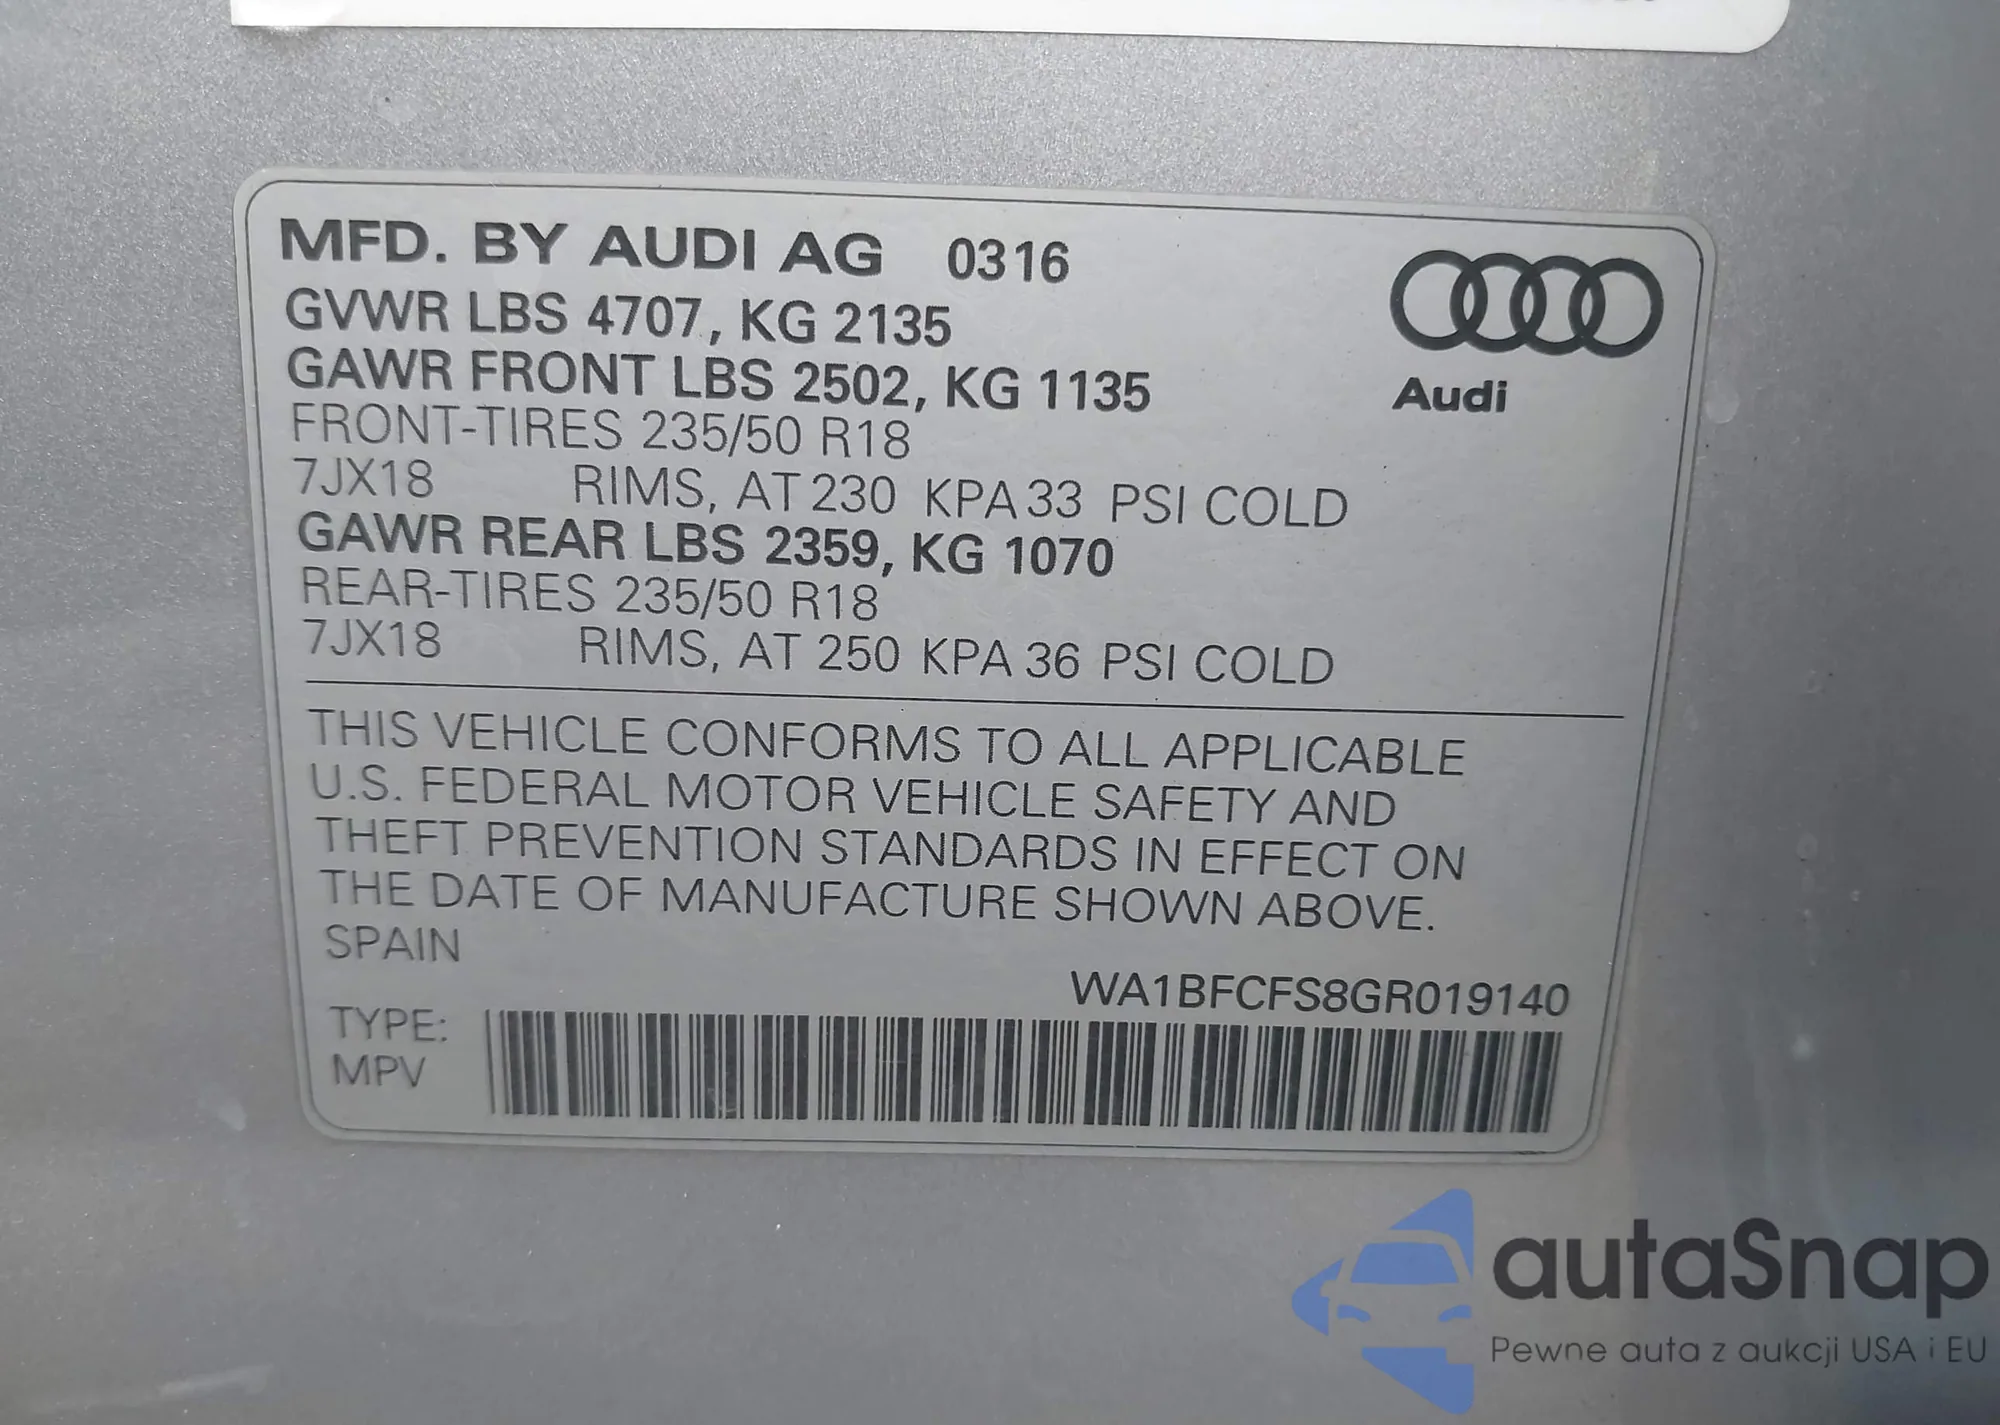 MFD. BY AUDI AG 0316
GVWR LBS 4707, KG 2135
GAWR FRONT LBS 2502, KG 1135
FRONT-TIRES 235/50 R18
7JX18 RIMS, AT 230 KPA 33 PSI COLD
GAWR REAR LBS 2359, KG 1070
REAR-TIRES 235/50 R18
7JX18 RIMS, AT 250 KPA 36 PSI COLD
Audi
THIS VEHICLE CONFORMS TO ALL APPLICABLE
U.S. FEDERAL MOTOR VEHICLE SAFETY AND
THEFT PREVENTION STANDARDS IN EFFECT ON
THE DATE OF MANUFACTURE SHOWN ABOVE.
SPAIN
WA1BFCFS8GR019140
TYPE:
MPV
autaSnap
Pewne auta z aukcji USA i EU